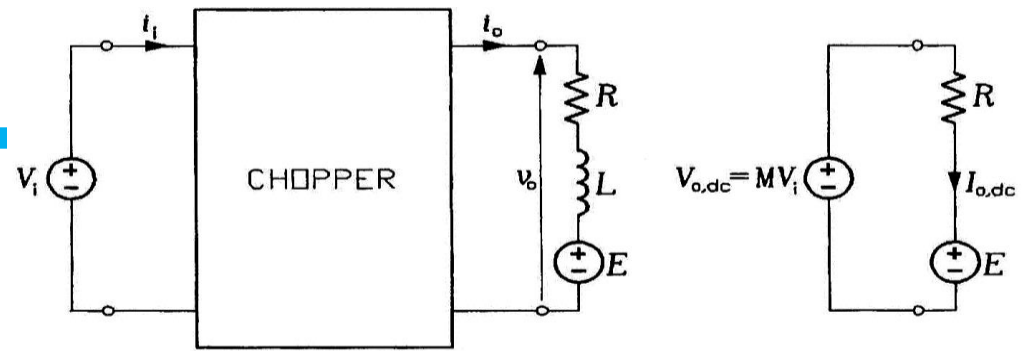 i_i
i_o
V_i
CHOPPER
v_o
R
L
E
V_o,dc=MV_i
R
I_o,dc
E